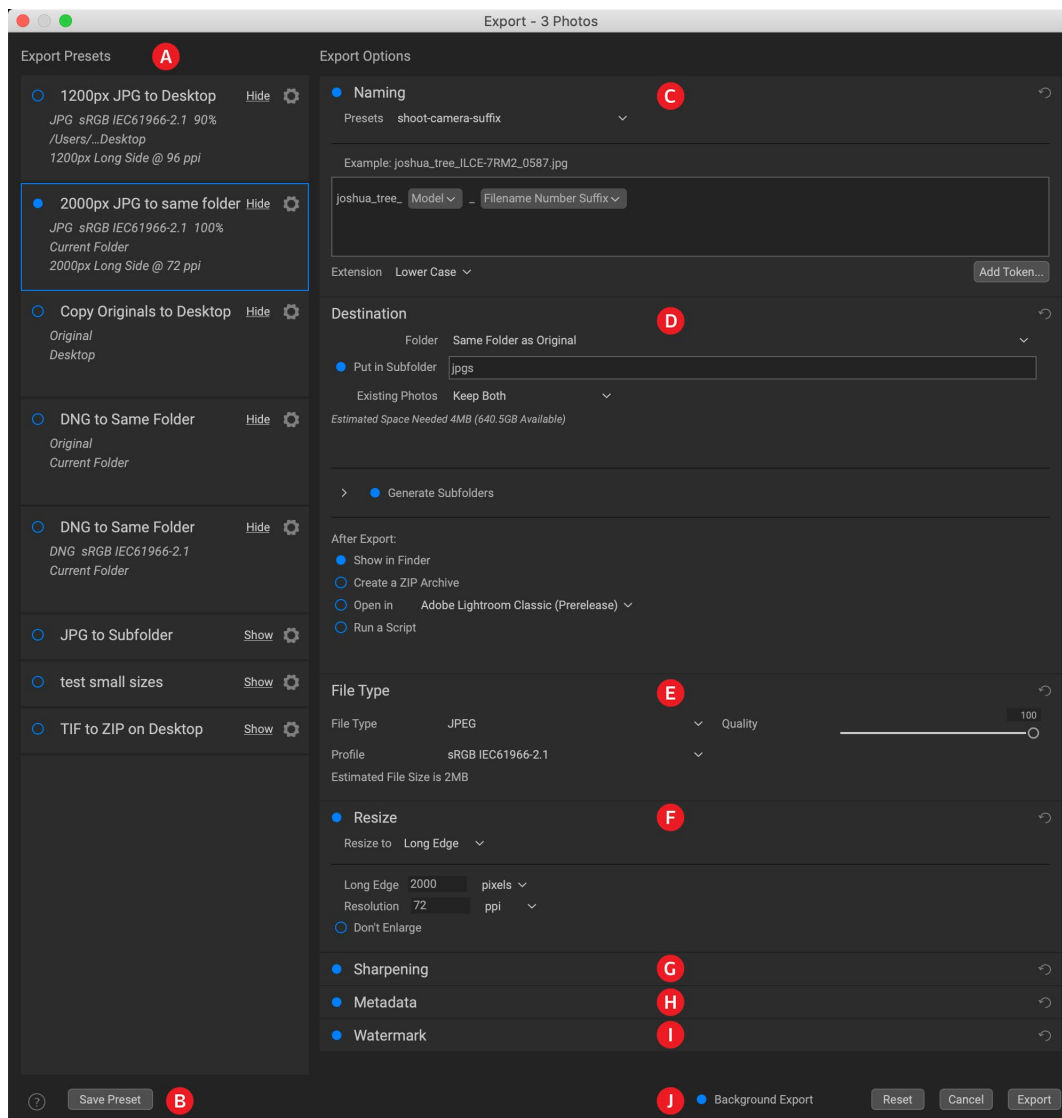 Export - 3 Photos
Export Presets
A
1200px JPG to Desktop Hide
JPG sRGB IEC61966-2.1 90%
/Users/...Desktop
1200px Long Side @ 96 ppi
2000px JPG to same folder Hide
JPG sRGB IEC61966-2.1 100%
Current Folder
2000px Long Side @ 72 ppi
Copy Originals to Desktop Hide
Original
Desktop
DNG to Same Folder Hide
Original
Current Folder
DNG to Same Folder Hide
DNG sRGB IEC61966-2.1
Current Folder
JPG to Subfolder Show
test small sizes Show
TIF to ZIP on Desktop Show
? Save Preset B
Export Options
Naming C
Presets shoot-camera-suffix
Example: joshua_tree_ILCE-7RM2_0587.jpg
joshua_tree_ Model _ Filename Number Suffix
Extension Lower Case Add Token...
Destination D
Folder Same Folder as Original
Put in Subfolder jpgs
Existing Photos Keep Both
Estimated Space Needed 4MB (640.5GB Available)
Generate Subfolders
After Export:
Show in Finder
Create a ZIP Archive
Open in Adobe Lightroom Classic (Prerelease)
Run a Script
File Type E
File Type JPEG Quality 100
Profile sRGB IEC61966-2.1
Estimated File Size is 2MB
Resize F
Resize to Long Edge
Long Edge 2000 pixels
Resolution 72 ppi
Don't Enlarge
Sharpening G
Metadata H
Watermark I
J Background Export Reset Cancel Export